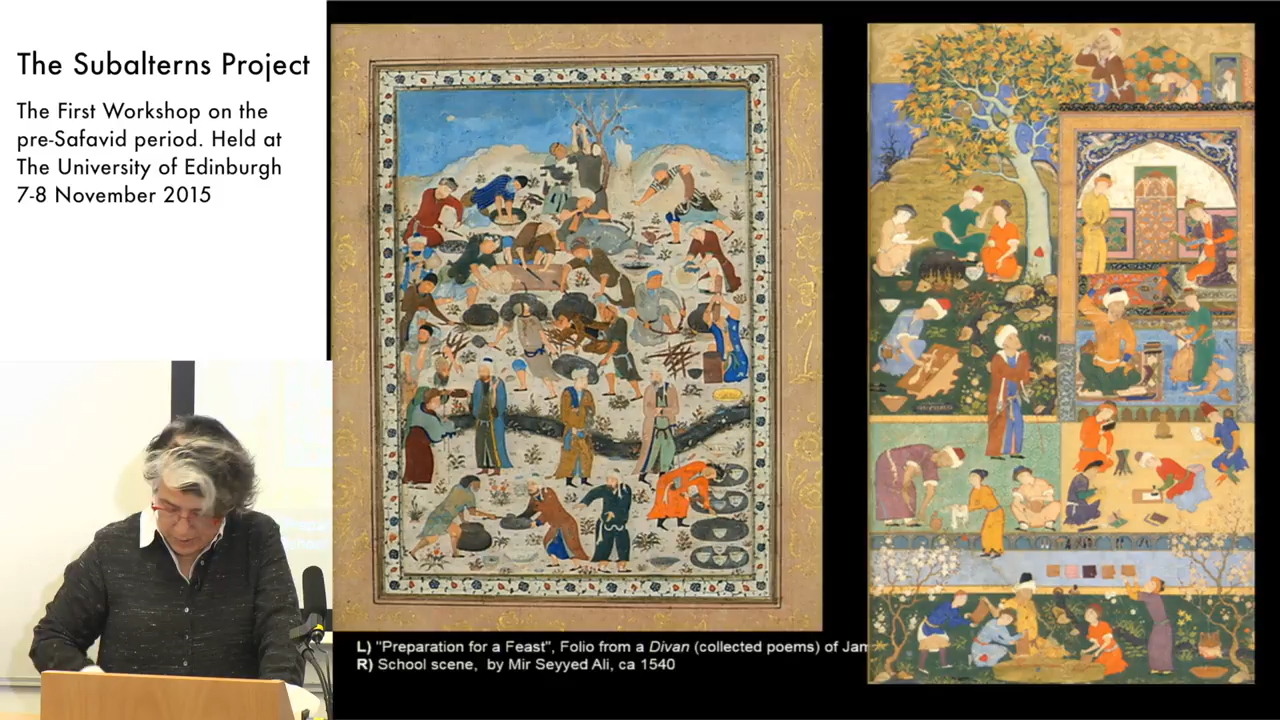 The Subalterns Project
The First Workshop on the
pre-Safavid period. Held at
The University of Edinburgh
7-8 November 2015
L) "Preparation for a Feast", Folio from a Divan (collected poems) of Jam
R) School scene, by Mir Seyyed Ali, ca 1540